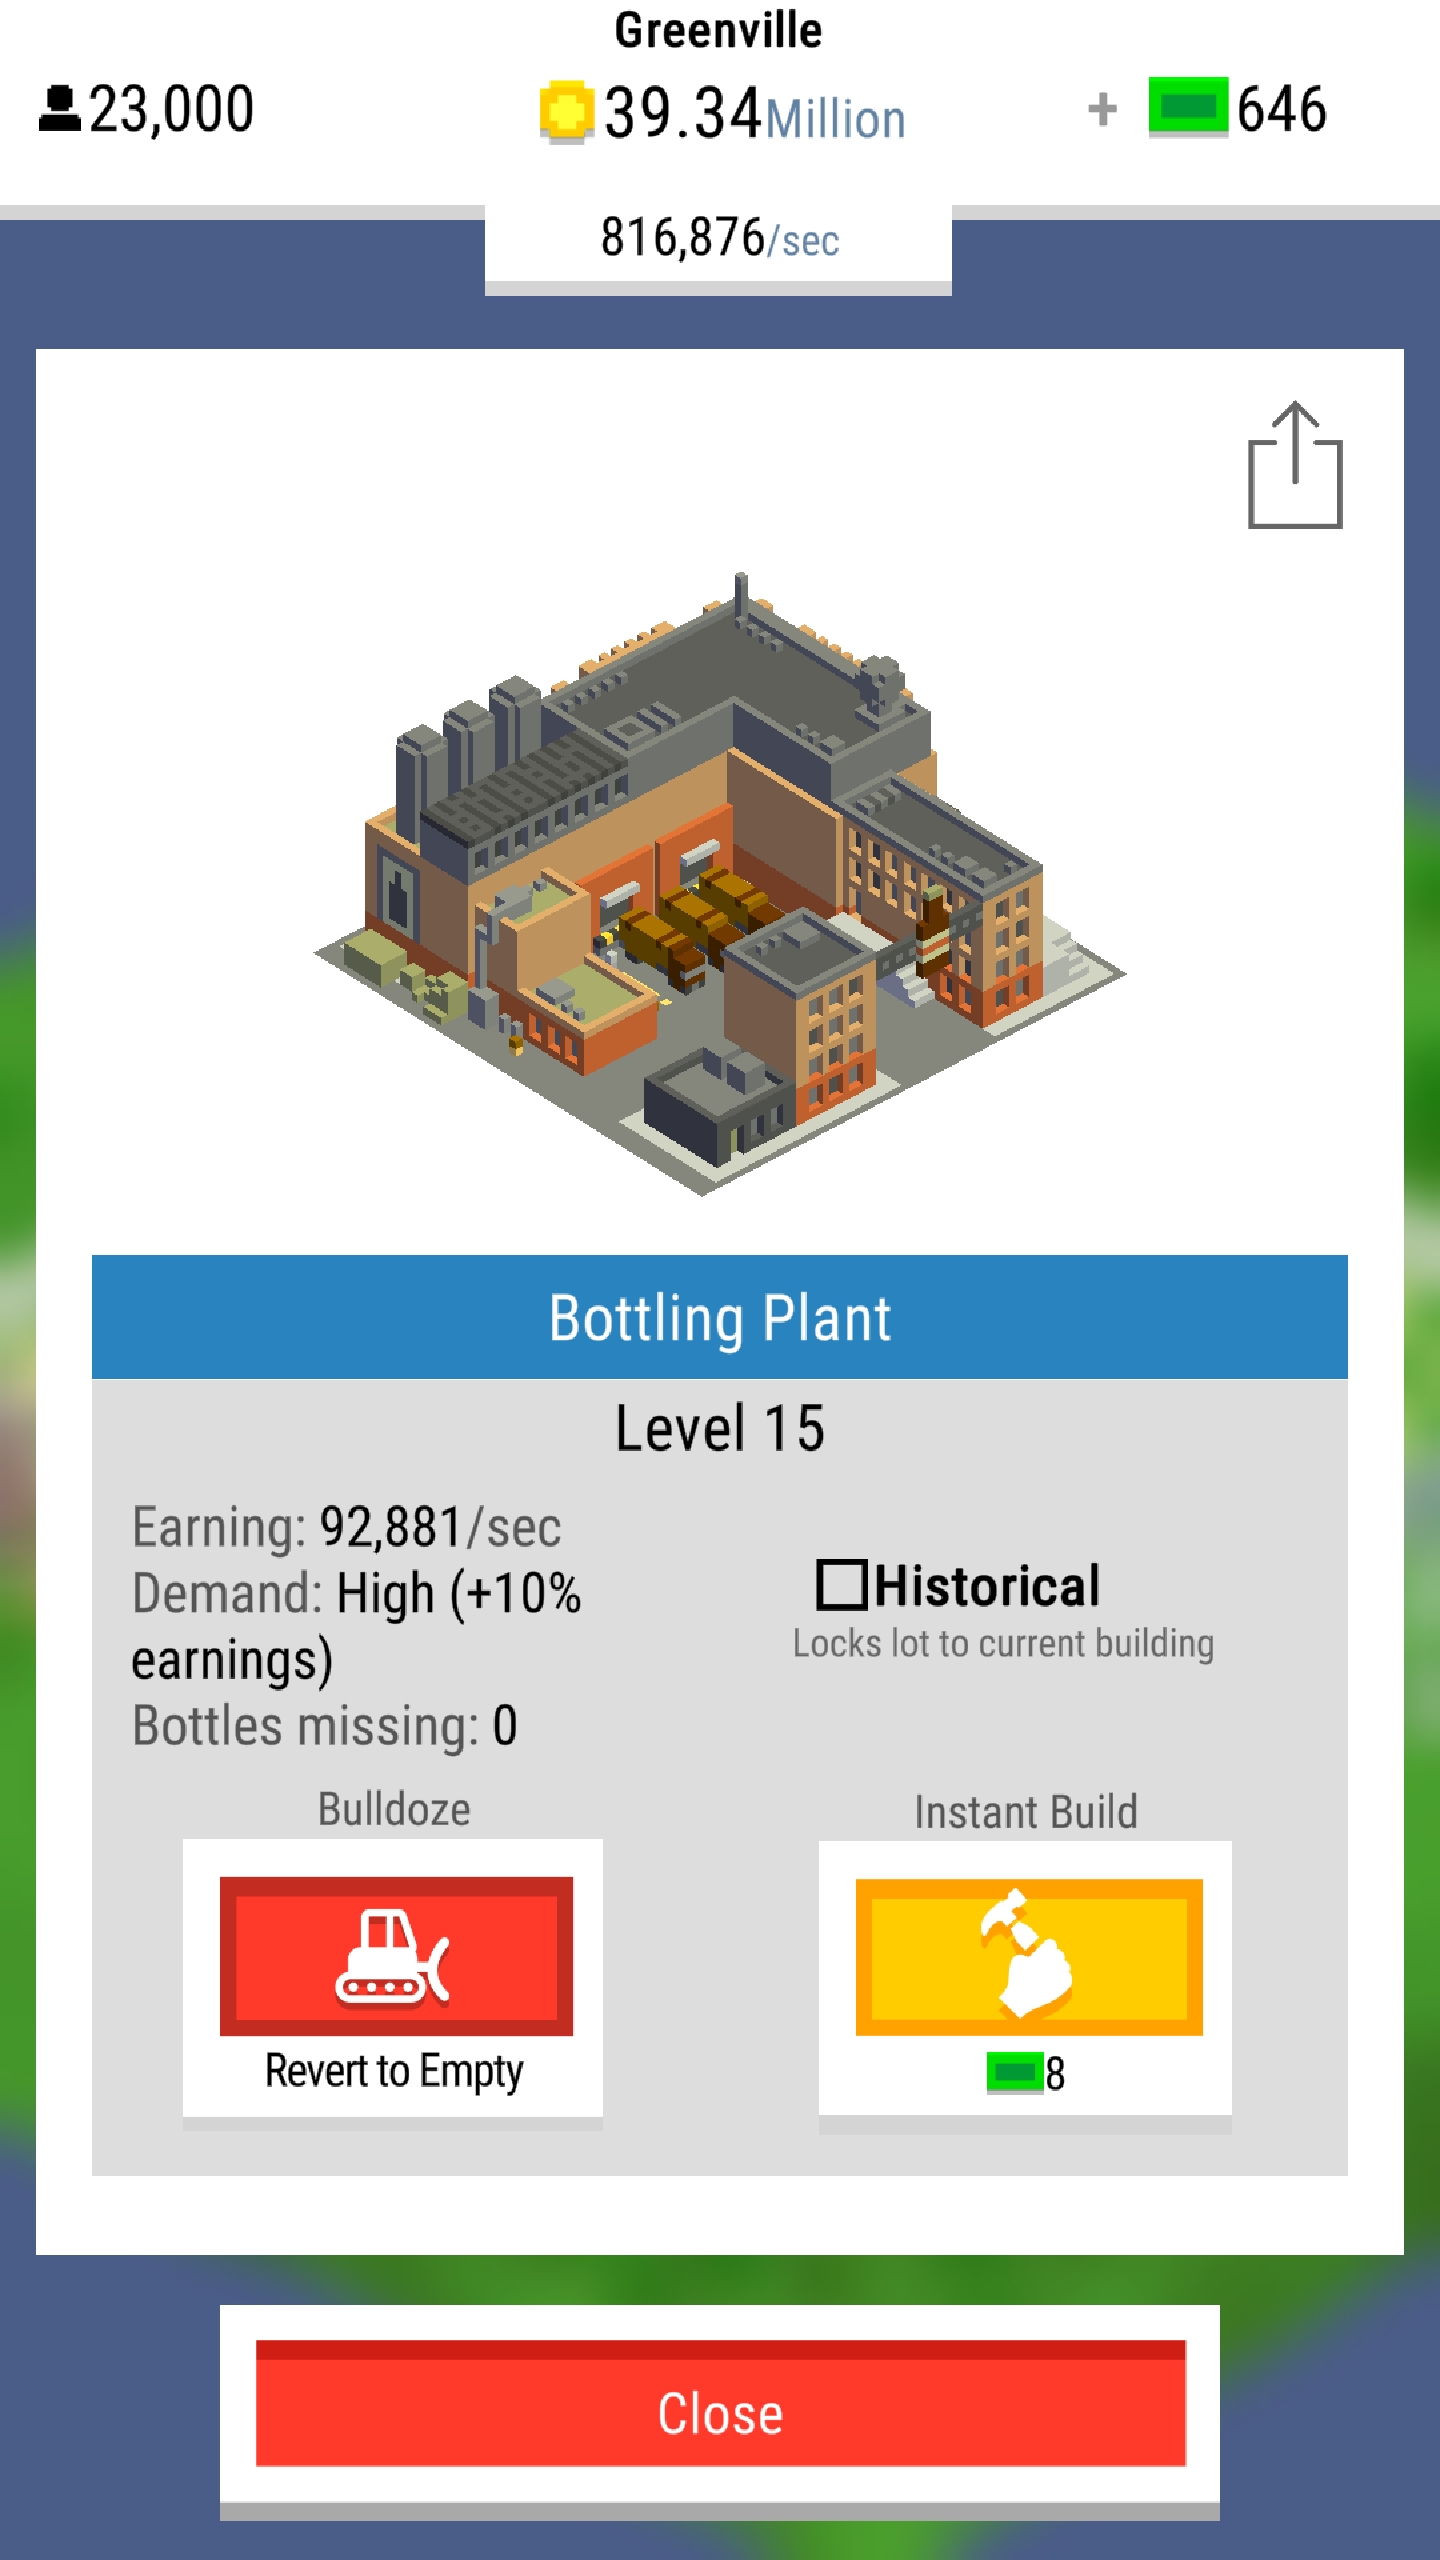 Greenville
23,000
39.34Million
+ 646
816,876/sec
Bottling Plant
Level 15
Earning: 92,881/sec
Demand: High (+10%
earnings)
Bottles missing: 0
Historical
Locks lot to current building
Bulldoze
Revert to Empty
Instant Build
8
Close